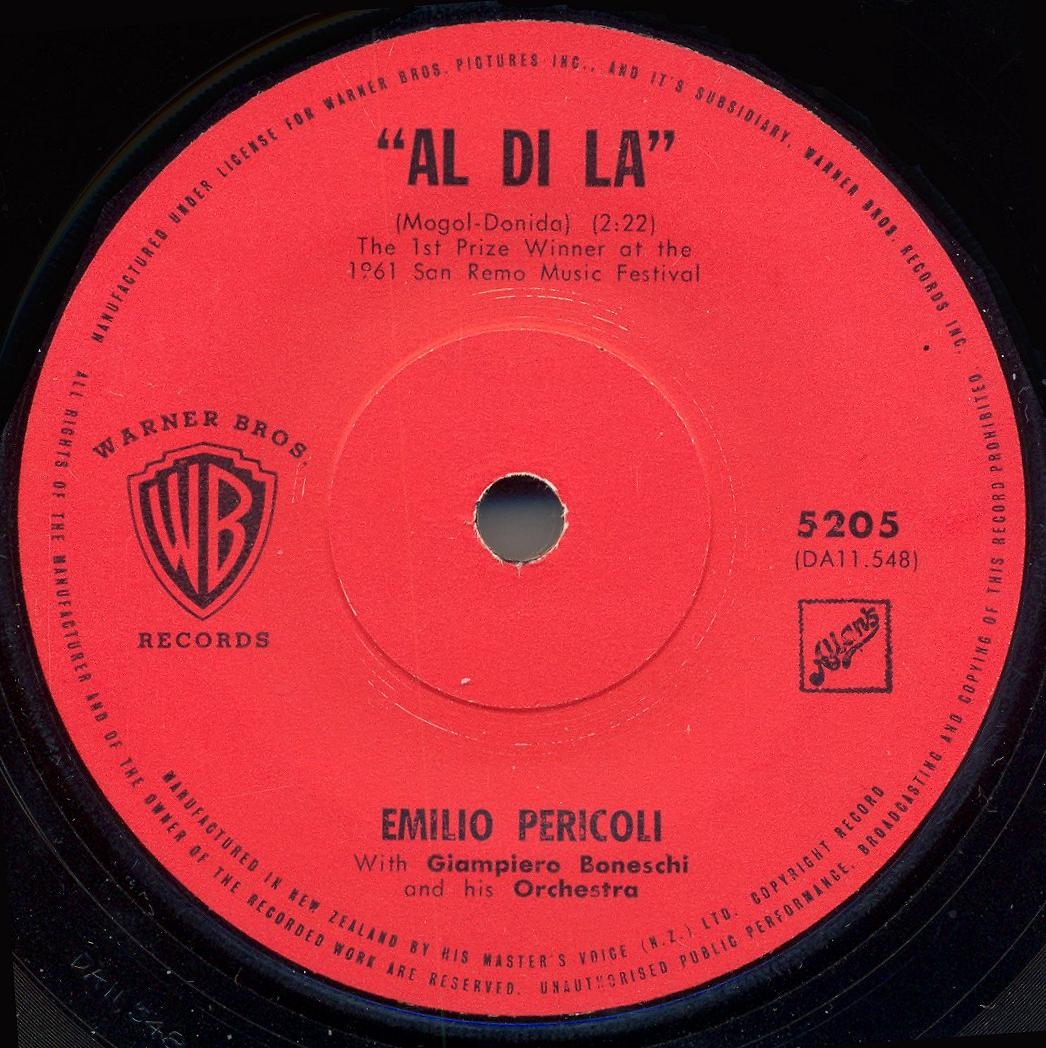 MANUFACTURED UNDER LICENSE FOR WARNER BROS. PICTURES INC., AND IT'S SUBSIDIARY, WARNER BROS. RECORDS INC.
"AL DI LA"
(Mogol-Donida) (2:22)
The 1st Prize Winner at the
1961 San Remo Music Festival
WARNER BROS.
WB
RECORDS
5205
(DA11.548)
Allan's
EMILIO PERICOLI
With Giampiero Boneschi
and his Orchestra
MANUFACTURED IN NEW ZEALAND BY HIS MASTER'S VOICE (N.Z.) LTD. COPYRIGHT RECORD
ALL RIGHTS OF THE MANUFACTURER AND OF THE OWNER OF THE RECORDED WORK ARE RESERVED. UNAUTHORISED PUBLIC PERFORMANCE, BROADCASTING AND COPYING OF THIS RECORD PROHIBITED
DA11.548